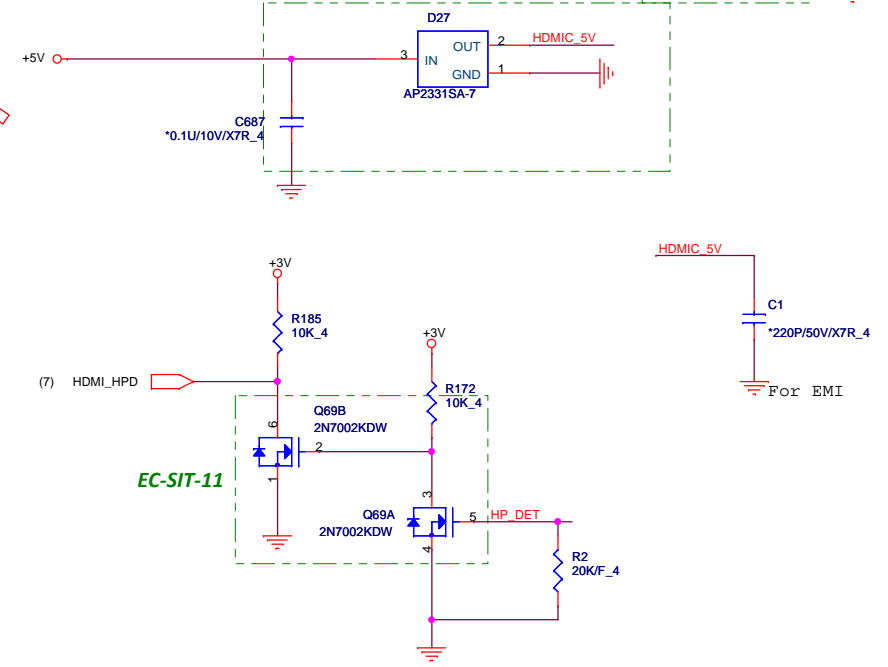 D27
+5V
3
IN
OUT
2
HDMIC_5V
GND
1
AP2331SA-7
C687
*0.1U/10V/X7R_4
HDMIC_5V
+3V
C1
*220P/50V/X7R_4
R185
10K_4
+3V
(7) HDMI_HPD
R172
10K_4
For EMI
Q69B
2N7002KDW
6
2
1
EC-SIT-11
3
Q69A
2N7002KDW
5
HP_DET
4
R2
20K/F_4